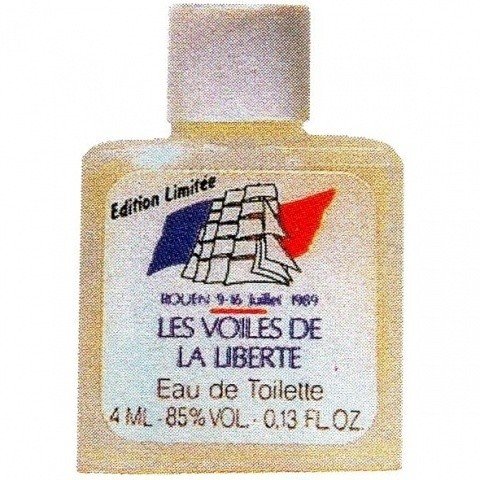 Edition Limitée
ROUEN 9-16 Juillet 1989
LES VOILES DE
LA LIBERTE
Eau de Toilette
4 ML - 85% VOL. - 0.13 FL OZ.